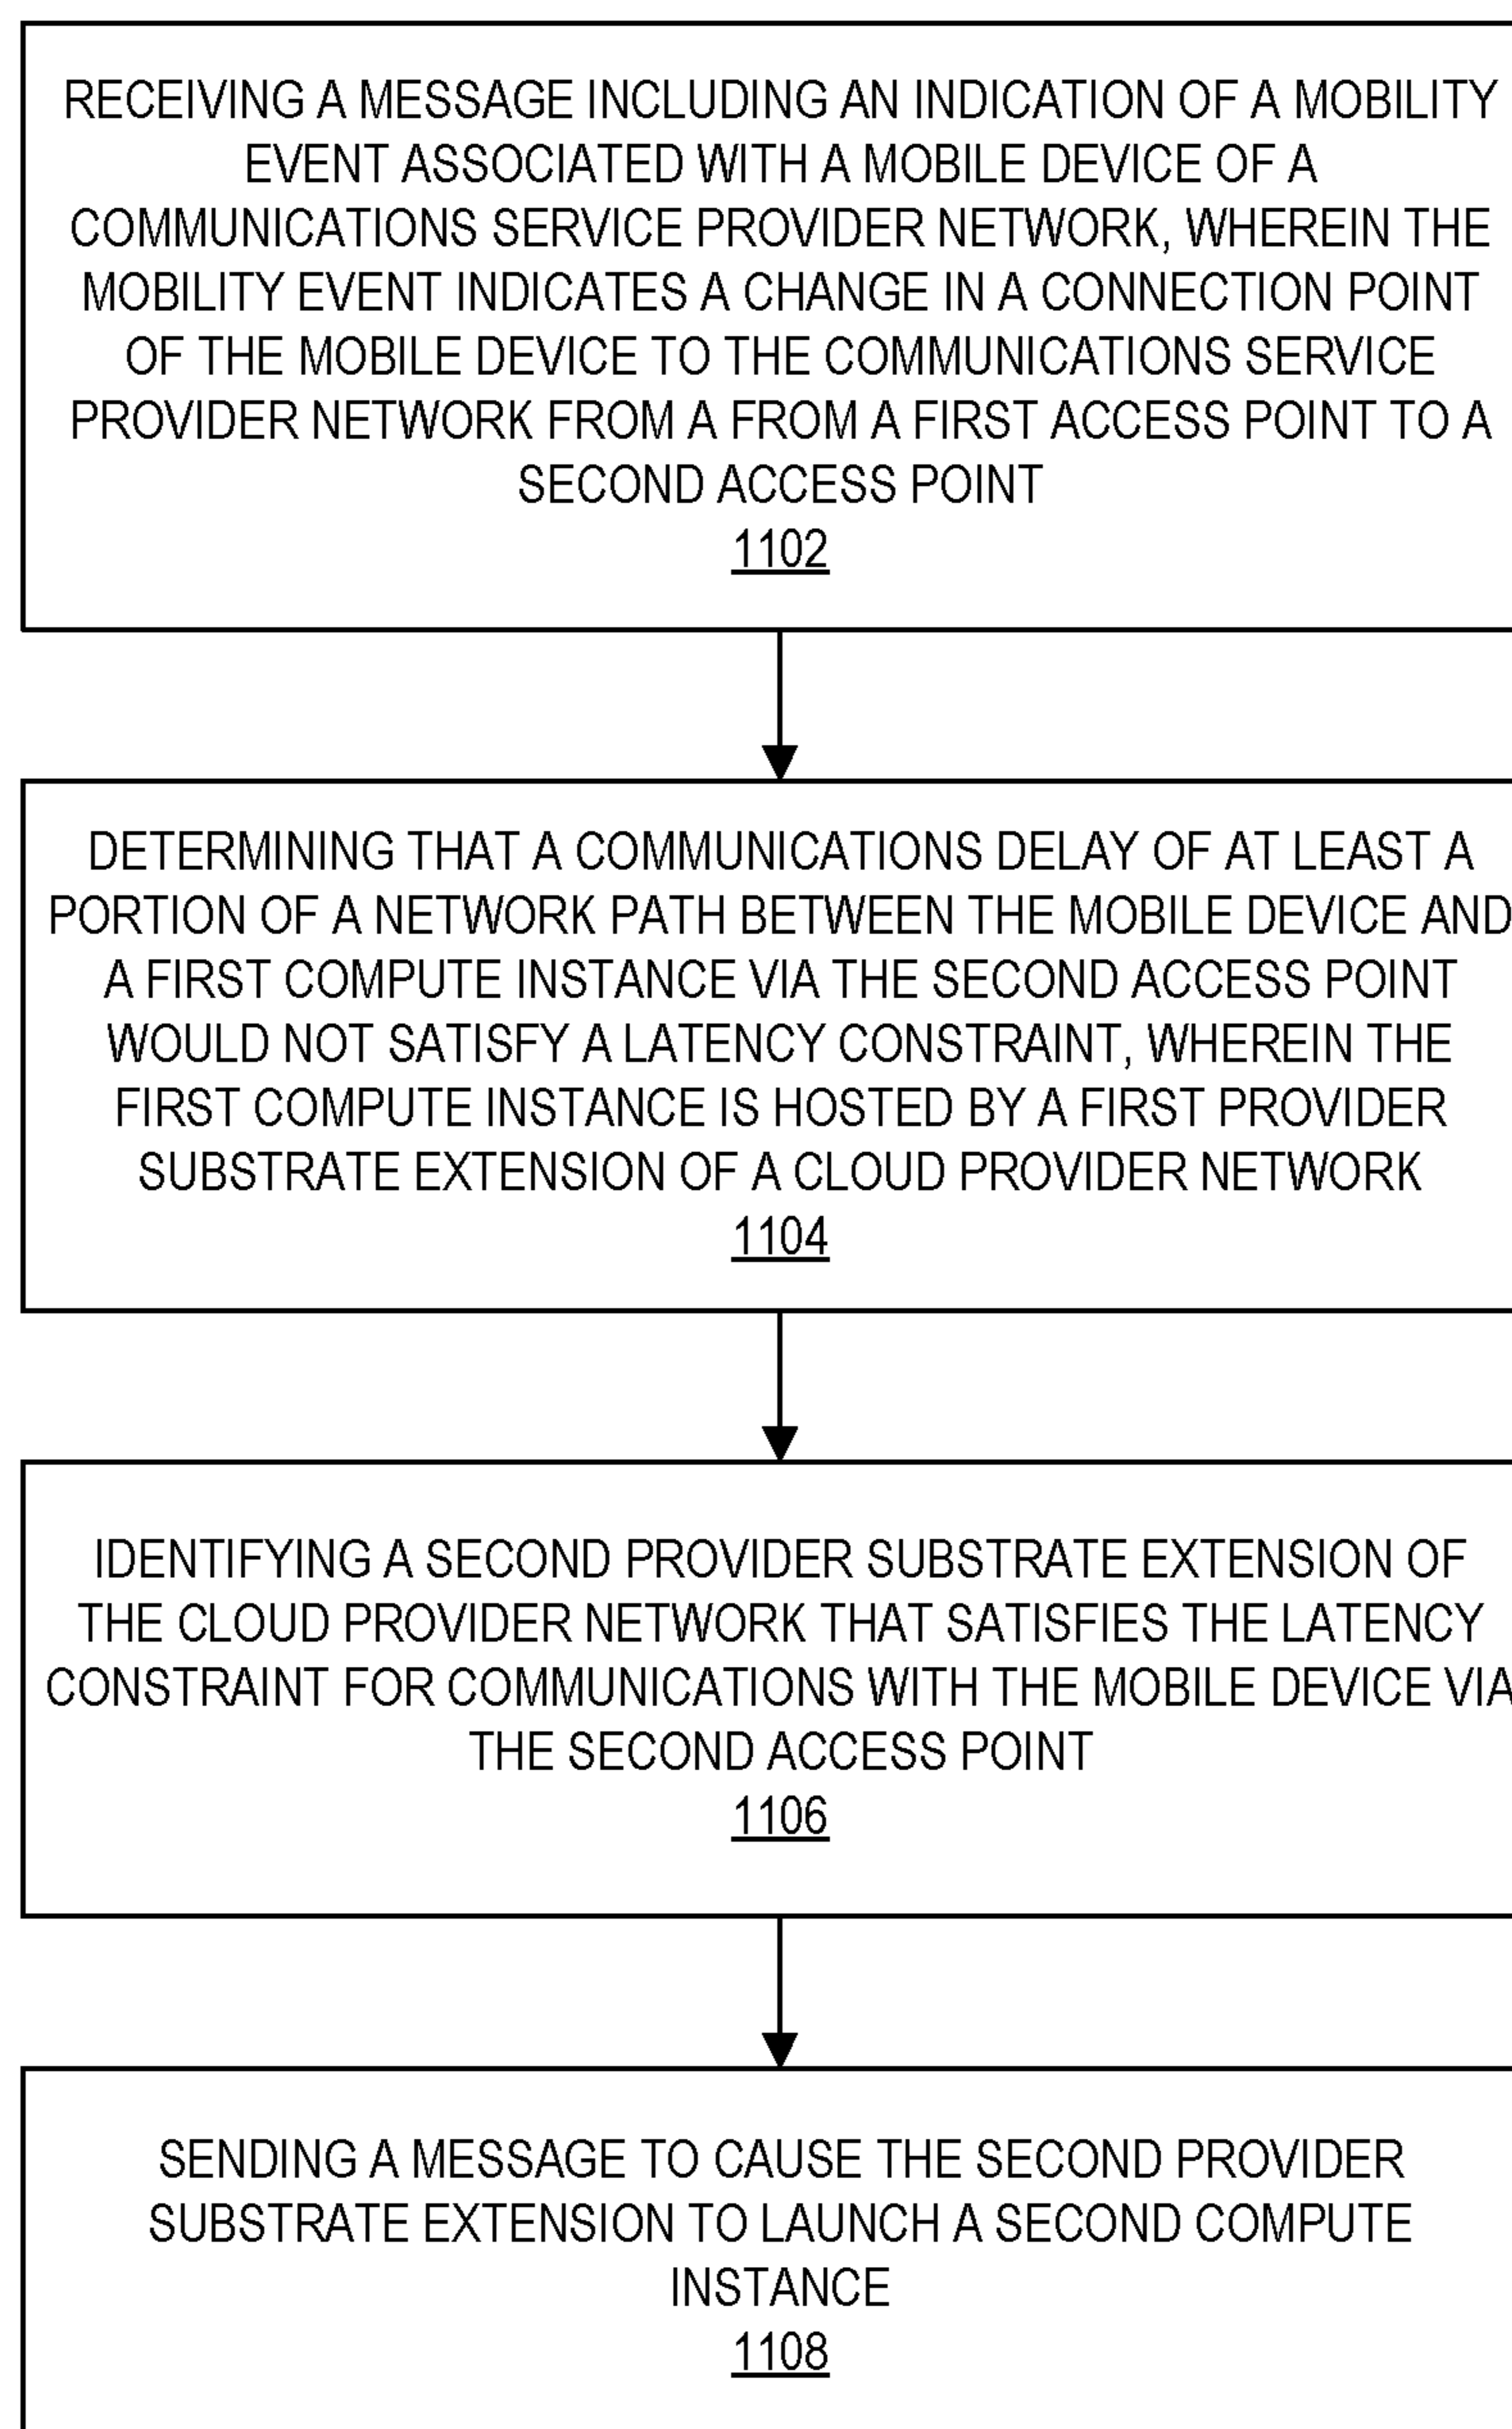 RECEIVING A MESSAGE INCLUDING AN INDICATION OF A MOBILITY
EVENT ASSOCIATED WITH A MOBILE DEVICE OF A
COMMUNICATIONS SERVICE PROVIDER NETWORK, WHEREIN THE
MOBILITY EVENT INDICATES A CHANGE IN A CONNECTION POINT
OF THE MOBILE DEVICE TO THE COMMUNICATIONS SERVICE
PROVIDER NETWORK FROM A FROM A FIRST ACCESS POINT TO A
SECOND ACCESS POINT
1102
DETERMINING THAT A COMMUNICATIONS DELAY OF AT LEAST A
PORTION OF A NETWORK PATH BETWEEN THE MOBILE DEVICE AND
A FIRST COMPUTE INSTANCE VIA THE SECOND ACCESS POINT
WOULD NOT SATISFY A LATENCY CONSTRAINT, WHEREIN THE
FIRST COMPUTE INSTANCE IS HOSTED BY A FIRST PROVIDER
SUBSTRATE EXTENSION OF A CLOUD PROVIDER NETWORK
1104
IDENTIFYING A SECOND PROVIDER SUBSTRATE EXTENSION OF
THE CLOUD PROVIDER NETWORK THAT SATISFIES THE LATENCY
CONSTRAINT FOR COMMUNICATIONS WITH THE MOBILE DEVICE VIA
THE SECOND ACCESS POINT
1106
SENDING A MESSAGE TO CAUSE THE SECOND PROVIDER
SUBSTRATE EXTENSION TO LAUNCH A SECOND COMPUTE
INSTANCE
1108